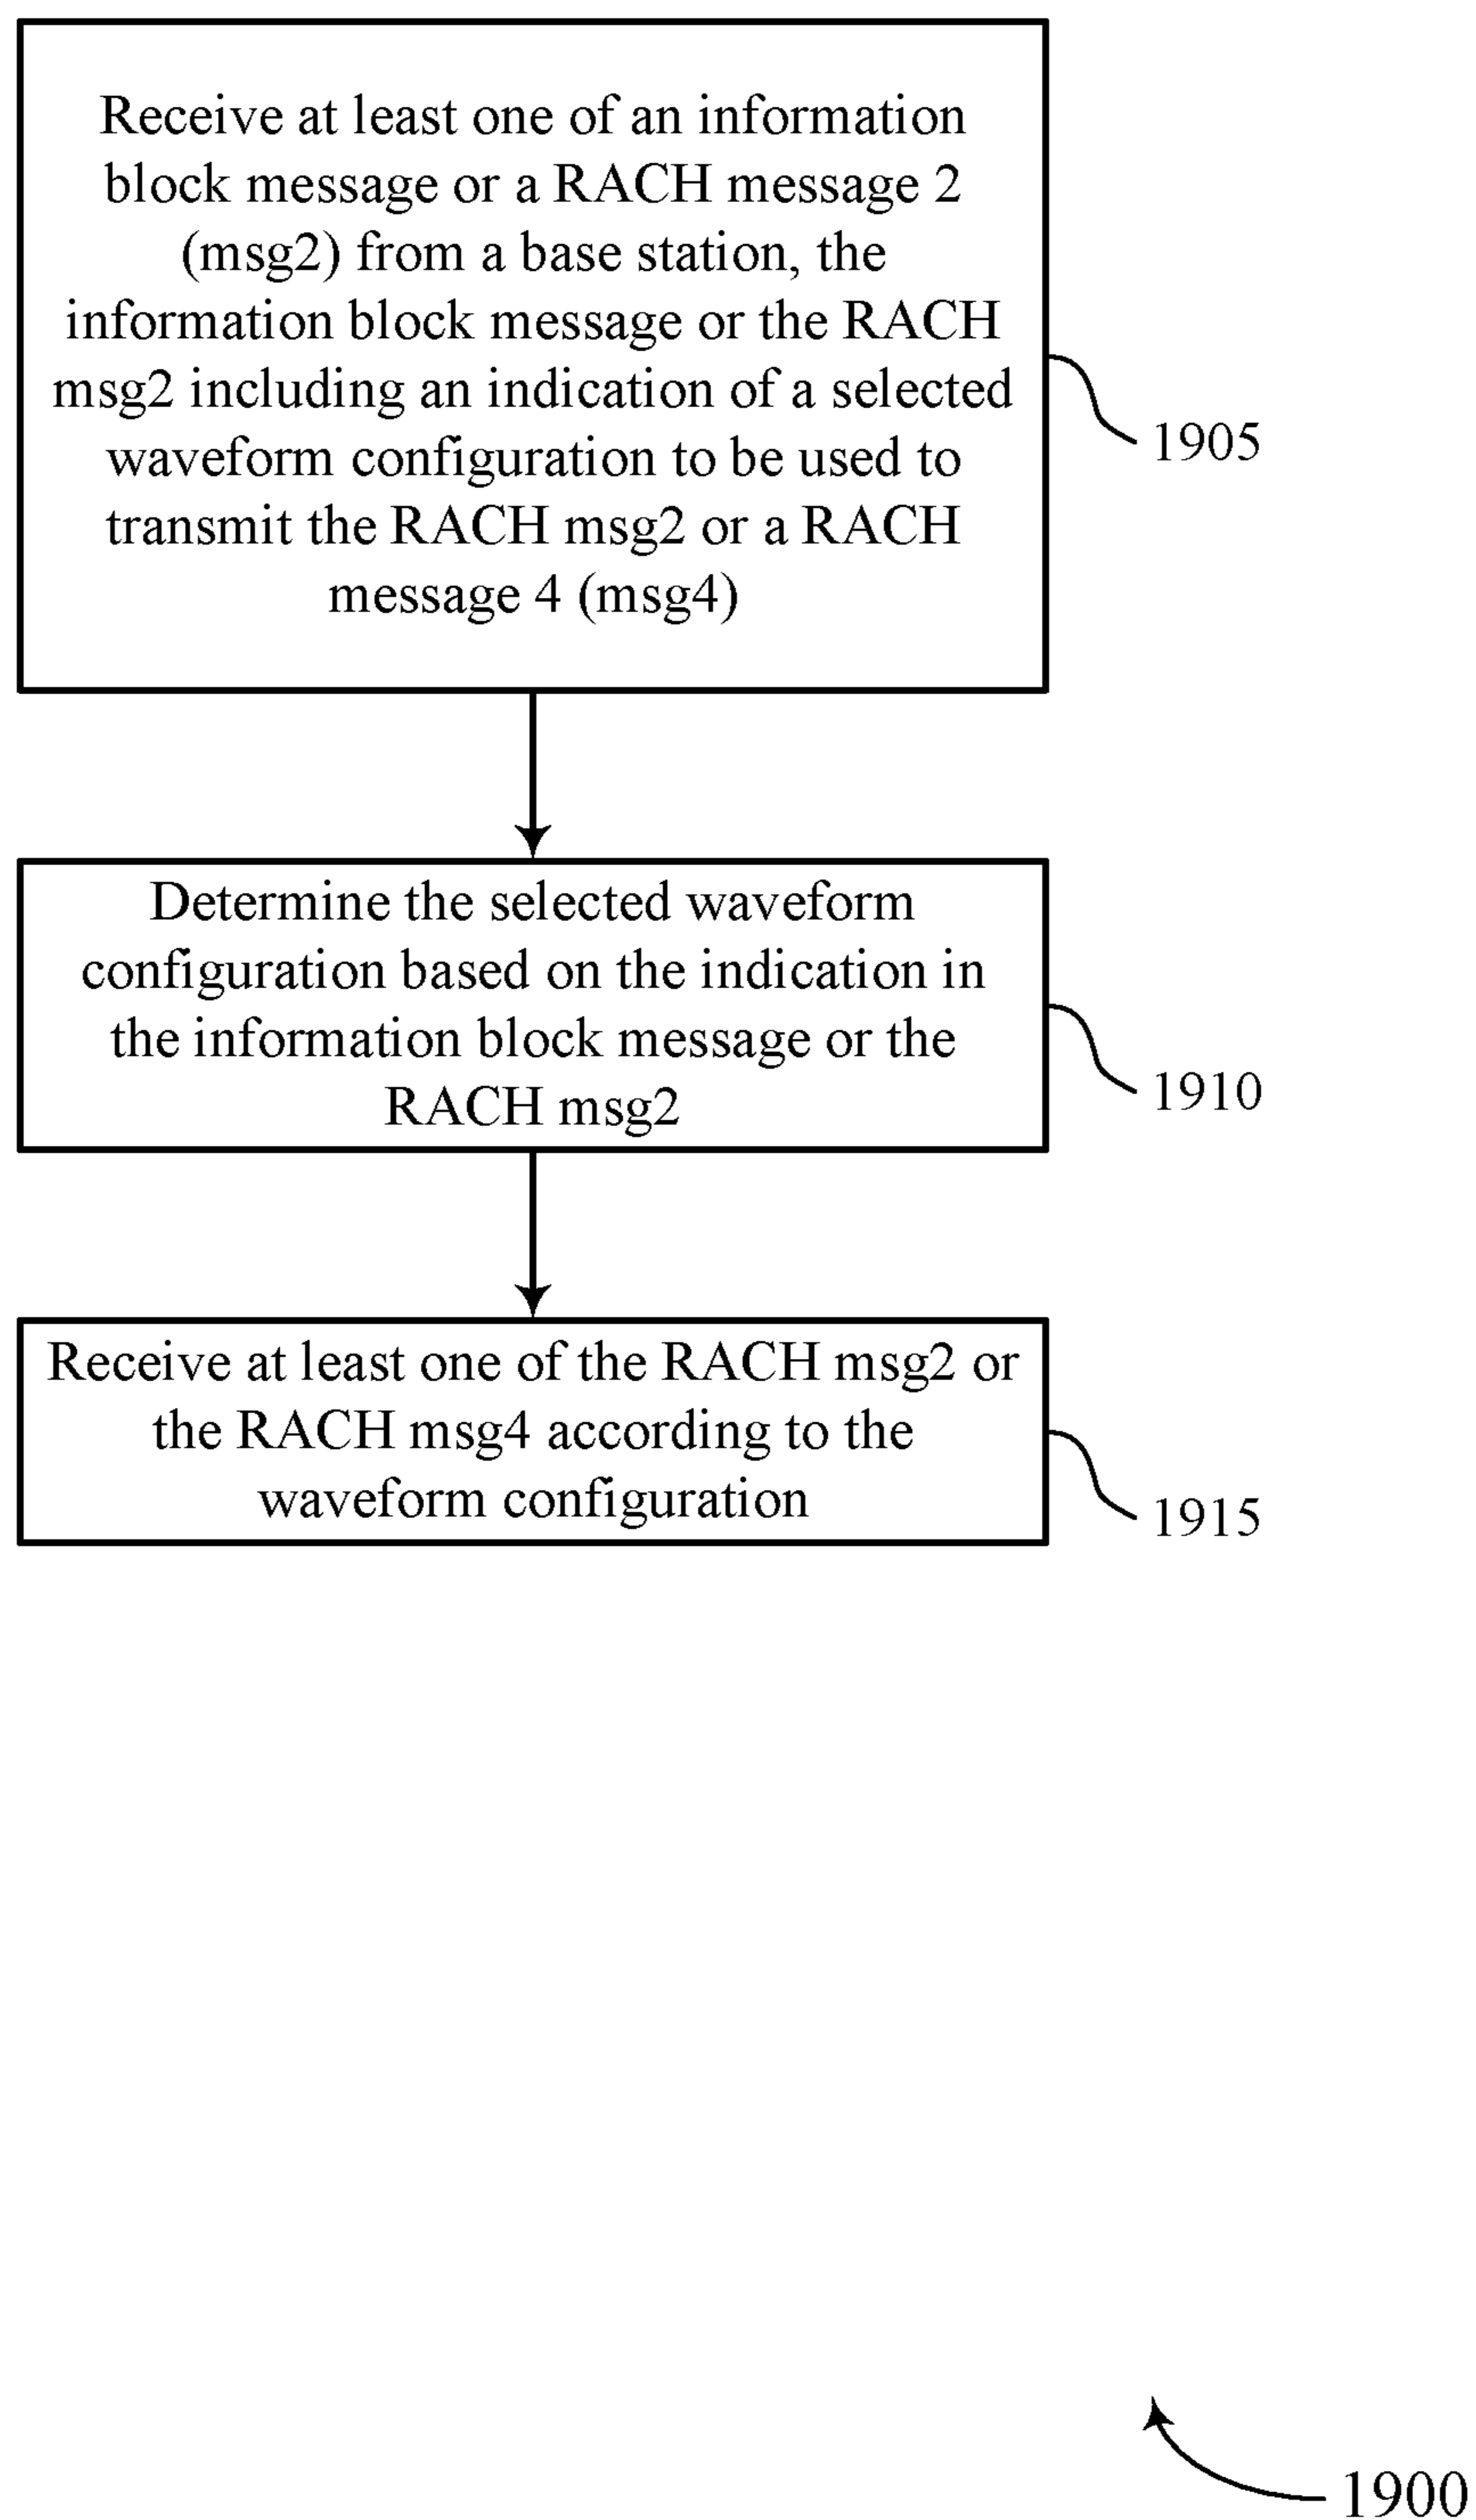 Receive at least one of an information
block message or a RACH message 2
(msg2) from a base station, the
information block message or the RACH
msg2 including an indication of a selected
waveform configuration to be used to
transmit the RACH msg2 or a RACH
message 4 (msg4)
1905
Determine the selected waveform
configuration based on the indication in
the information block message or the
RACH msg2
1910
Receive at least one of the RACH msg2 or
the RACH msg4 according to the
waveform configuration
1915
1900